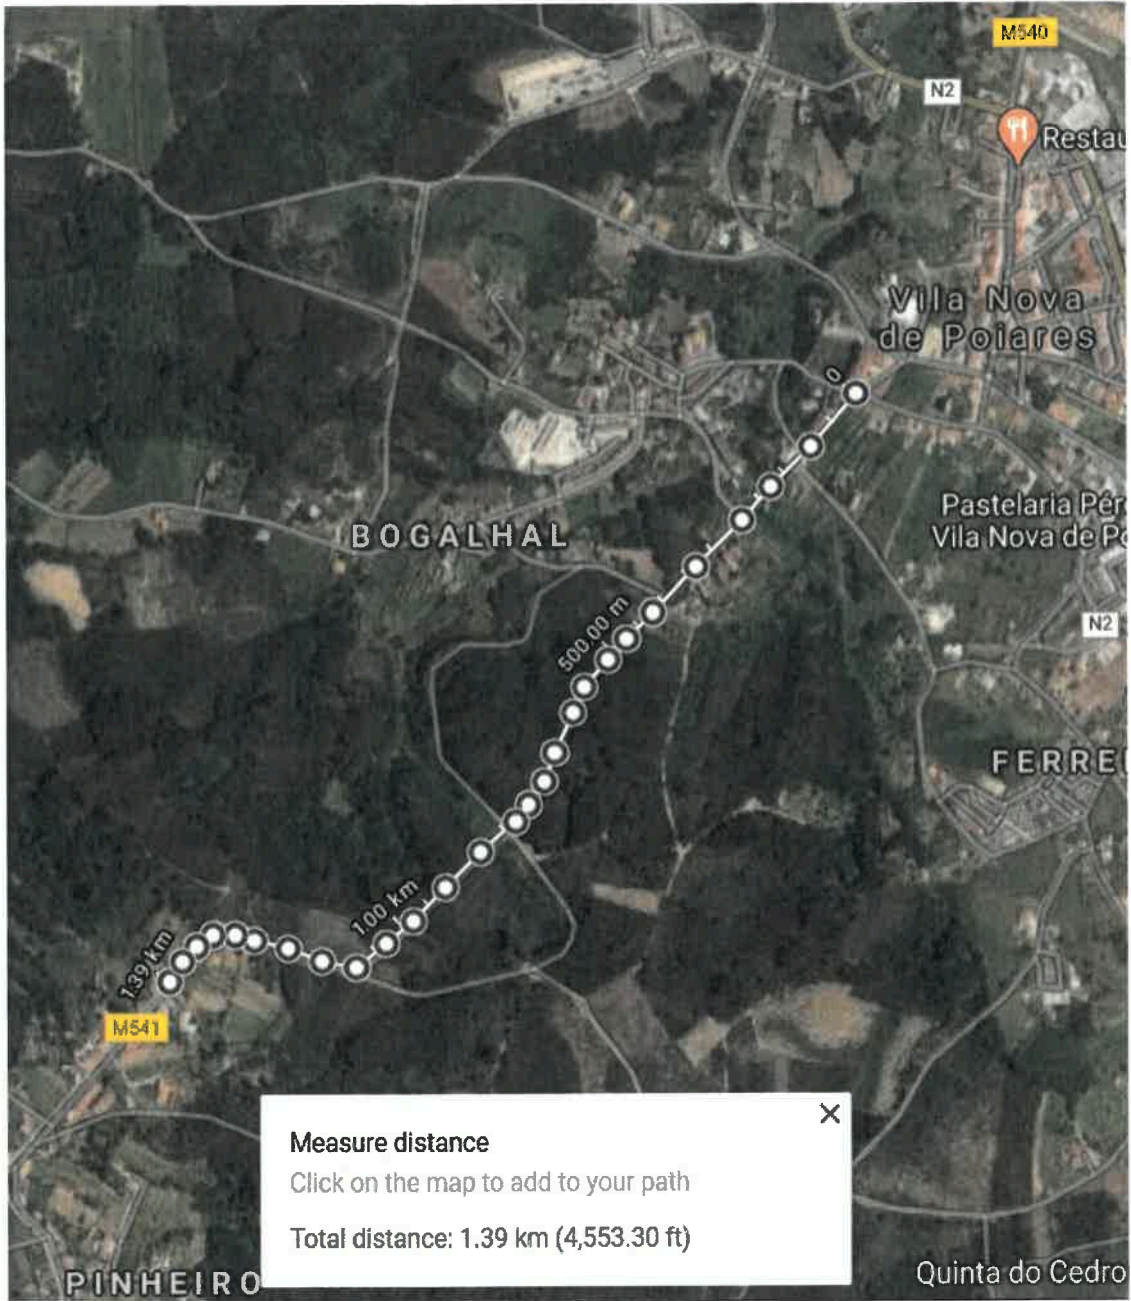 M540
N2
Restau
Vila Nova
de Poiares
0
BOGALHAL
Pastelaria Pér
Vila Nova de Po
500.00 m
N2
FERREI
1.00 km
1.39 km
M541
Measure distance
Click on the map to add to your path
Total distance: 1.39 km (4,553.30 ft)
PINHEIRO
Quinta do Cedro